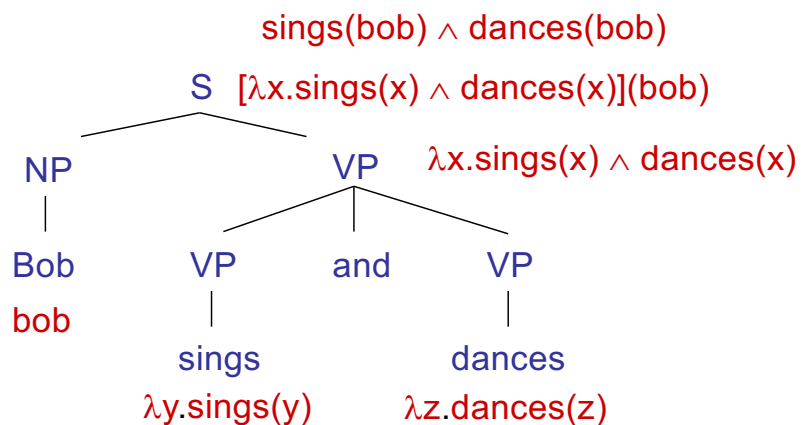 sings(bob) ∧ dances(bob)
S [λx.sings(x) ∧ dances(x)](bob)
NP VP λx.sings(x) ∧ dances(x)
Bob VP and VP
bob
sings dances
λy.sings(y) λz.dances(z)